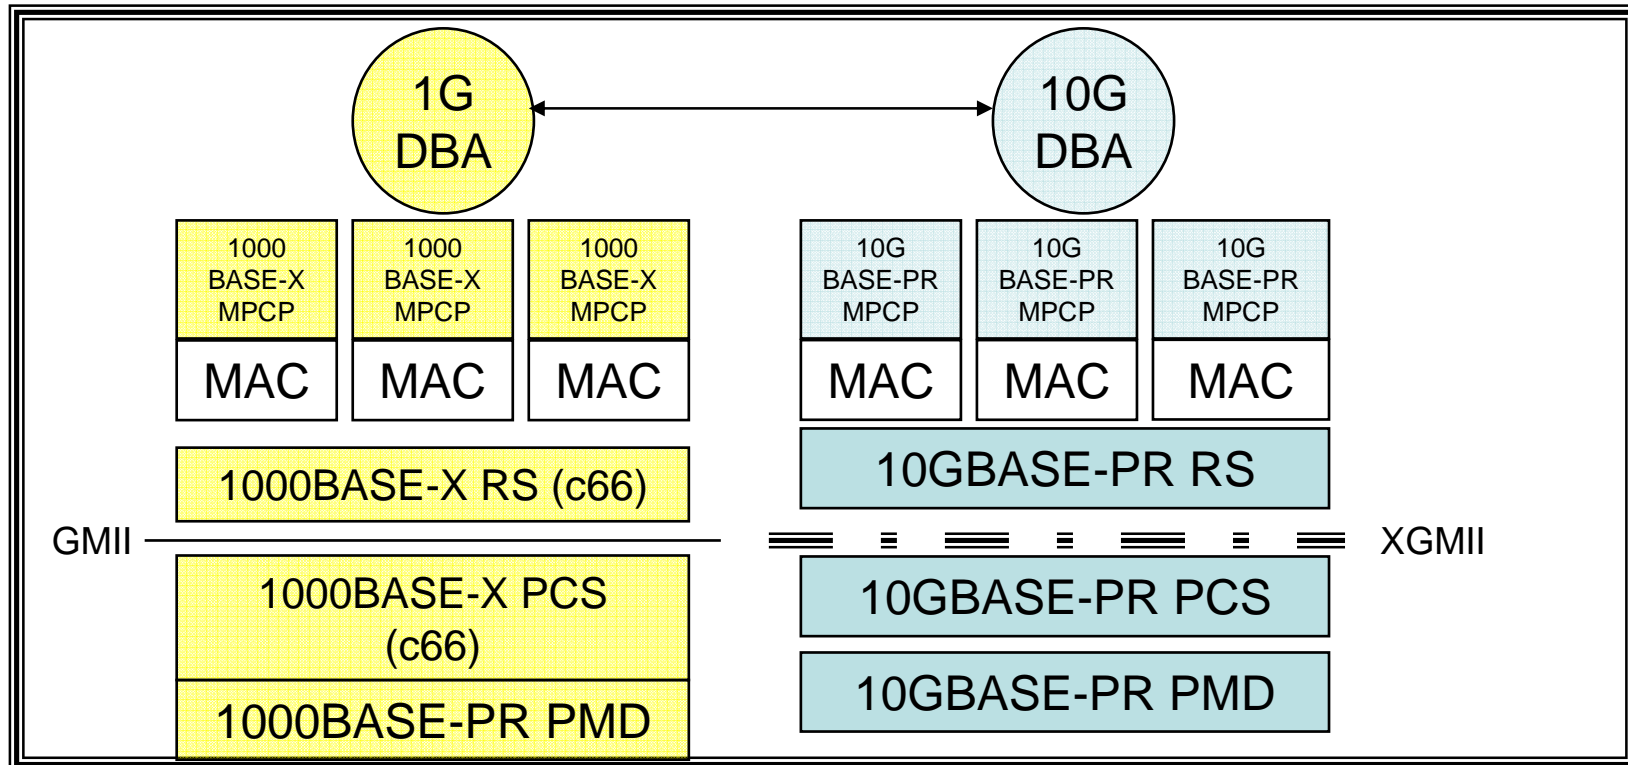 1G
DBA
10G
DBA
1000
BASE-X
MPCP
1000
BASE-X
MPCP
1000
BASE-X
MPCP
10G
BASE-PR
MPCP
10G
BASE-PR
MPCP
10G
BASE-PR
MPCP
MAC
MAC
MAC
MAC
MAC
MAC
1000BASE-X RS (c66)
10GBASE-PR RS
GMII
XGMII
1000BASE-X PCS
(c66)
10GBASE-PR PCS
1000BASE-PR PMD
10GBASE-PR PMD